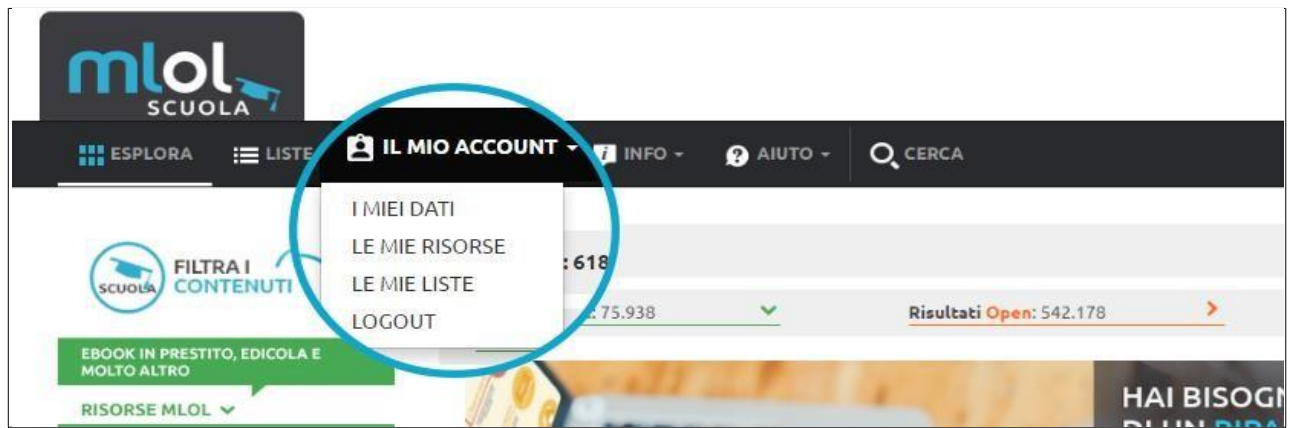 mlol
SCUOLA
ESPLORA LISTE IL MIO ACCOUNT INFO AIUTO CERCA
I MIEI DATI
LE MIE RISORSE
LE MIE LISTE
LOGOUT
FILTRA I
CONTENUTI
SCUOLA
: 618
: 75.938
Risultati Open: 542.178
EBOOK IN PRESTITO, EDICOLA E
MOLTO ALTRO
RISORSE MLOL
HAI
DI UN